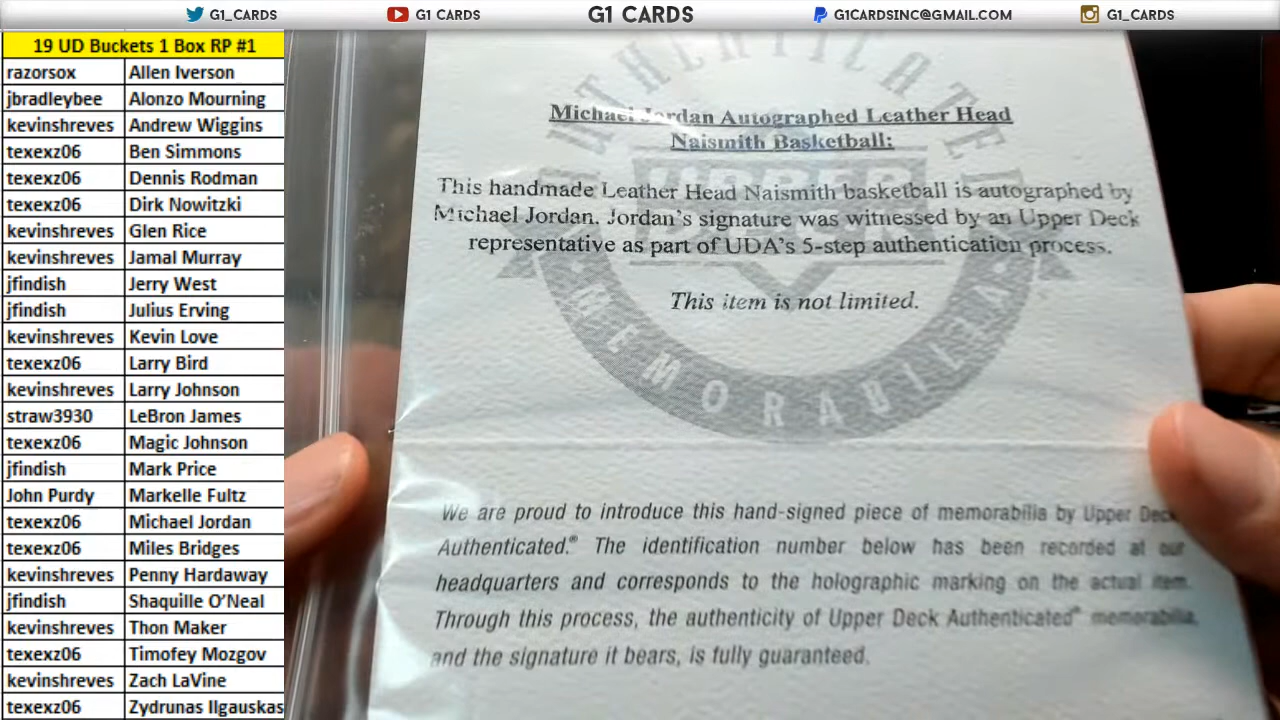 G1_CARDS
G1 CARDS
G1 CARDS
G1CARDSINC@GMAIL.COM
G1_CARDS
19 UD Buckets 1 Box RP #1
razorsox Allen Iverson
jbradleybee Alonzo Mourning
kevinshreves Andrew Wiggins
texexz06 Ben Simmons
texexz06 Dennis Rodman
texexz06 Dirk Nowitzki
kevinshreves Glen Rice
kevinshreves Jamal Murray
jfindish Jerry West
jfindish Julius Erving
kevinshreves Kevin Love
texexz06 Larry Bird
kevinshreves Larry Johnson
straw3930 LeBron James
texexz06 Magic Johnson
jfindish Mark Price
John Purdy Markelle Fultz
texexz06 Michael Jordan
texexz06 Miles Bridges
kevinshreves Penny Hardaway
jfindish Shaquille O'Neal
kevinshreves Thon Maker
texexz06 Timofey Mozgov
kevinshreves Zach LaVine
texexz06 Zydrunas Ilgauskas
Michael Jordan Autographed Leather Head
Naismith Basketball:
This handmade Leather Head Naismith basketball is autographed by
Michael Jordan. Jordan's signature was witnessed by an Upper Deck
representative as part of UDA's 5-step authentication process.
This item is not limited.
We are proud to introduce this hand-signed piece of memorabilia by Upper Deck
Authenticated.® The identification number below has been recorded at our
headquarters and corresponds to the holographic marking on the actual item.
Through this process, the authenticity of Upper Deck Authenticated® memorabilia,
and the signature it bears, is fully guaranteed.
UPPER
MEMORABILIA